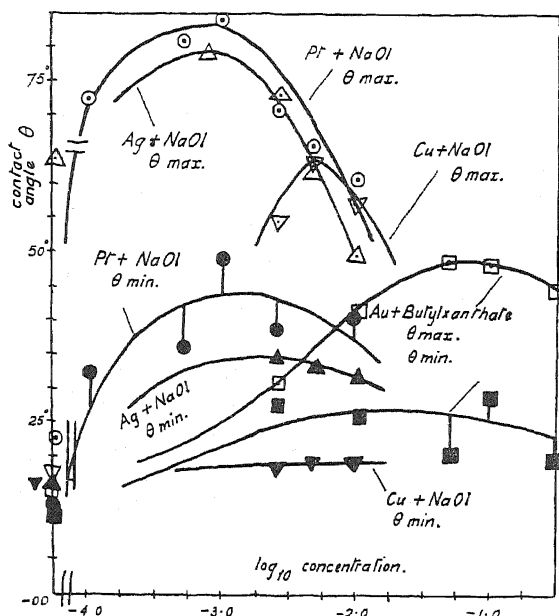 75°
Pt + NaOl
θ max.
Ag + NaOl
θ max.
Cu + NaOl
θ max.
contact
angle θ
50°
Pt + NaOl
θ min.
Au + Butylxanthate
θ max.
θ min.
Ag + NaOl
θ min.
25°
Cu + NaOl
θ min.
log10 concentration.
-00
-4.0
-3.0
-2.0
-1.0